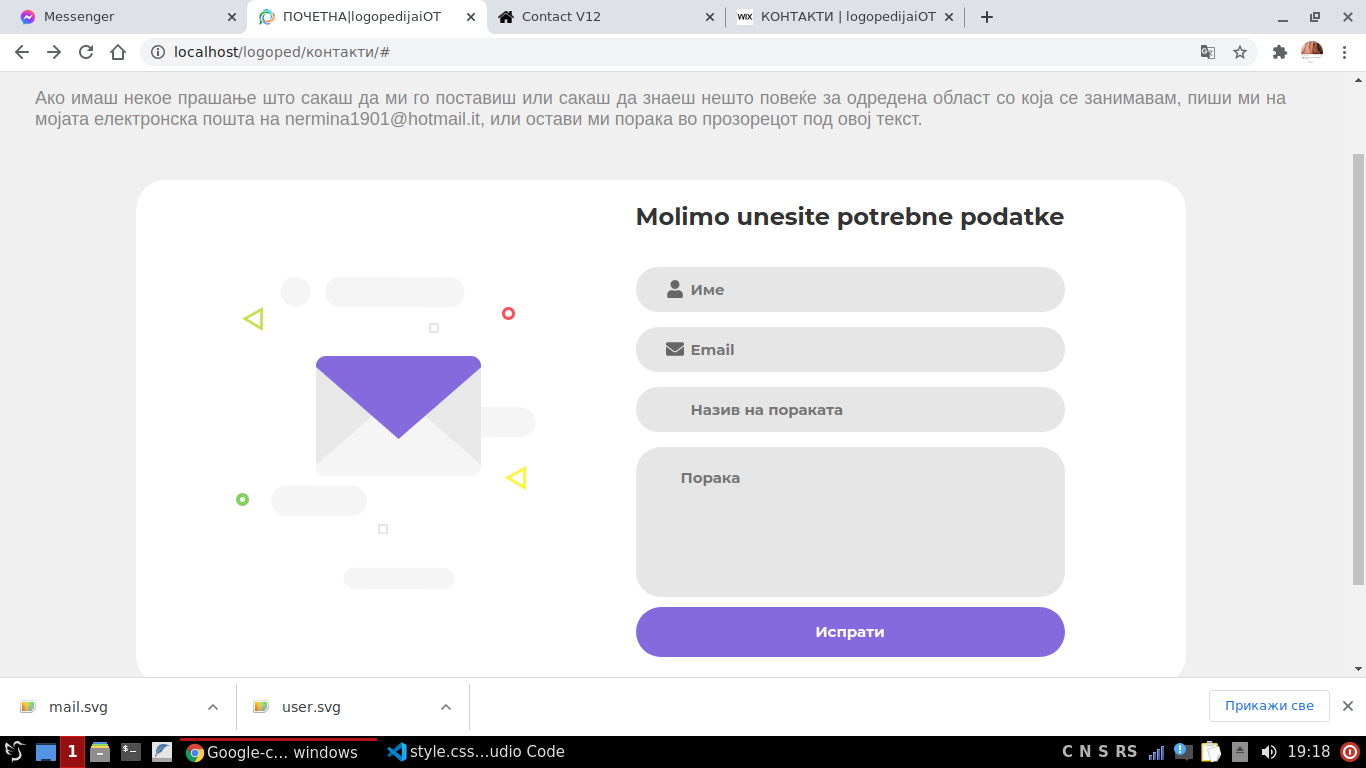 Messenger
ПОЧЕТНА|logopedijaiOT
Contact V12
WIX КОНТАКТИ | logopedijaiOT
localhost/logoped/контакти/#
Ако имаш некое прашање што сакаш да ми го поставиш или сакаш да знаеш нешто повеќе за одредена област со која се занимавам, пиши ми на
мојата електронска пошта на nermina1901@hotmail.it, или остави ми порака во прозорецот под овој текст.
Molimo unesite potrebne podatke
Име
Email
Назив на пораката
Порака
Испрати
mail.svg
user.svg
Прикажи све
1
Google-c... windows
style.css...udio Code
C N S RS
19:18